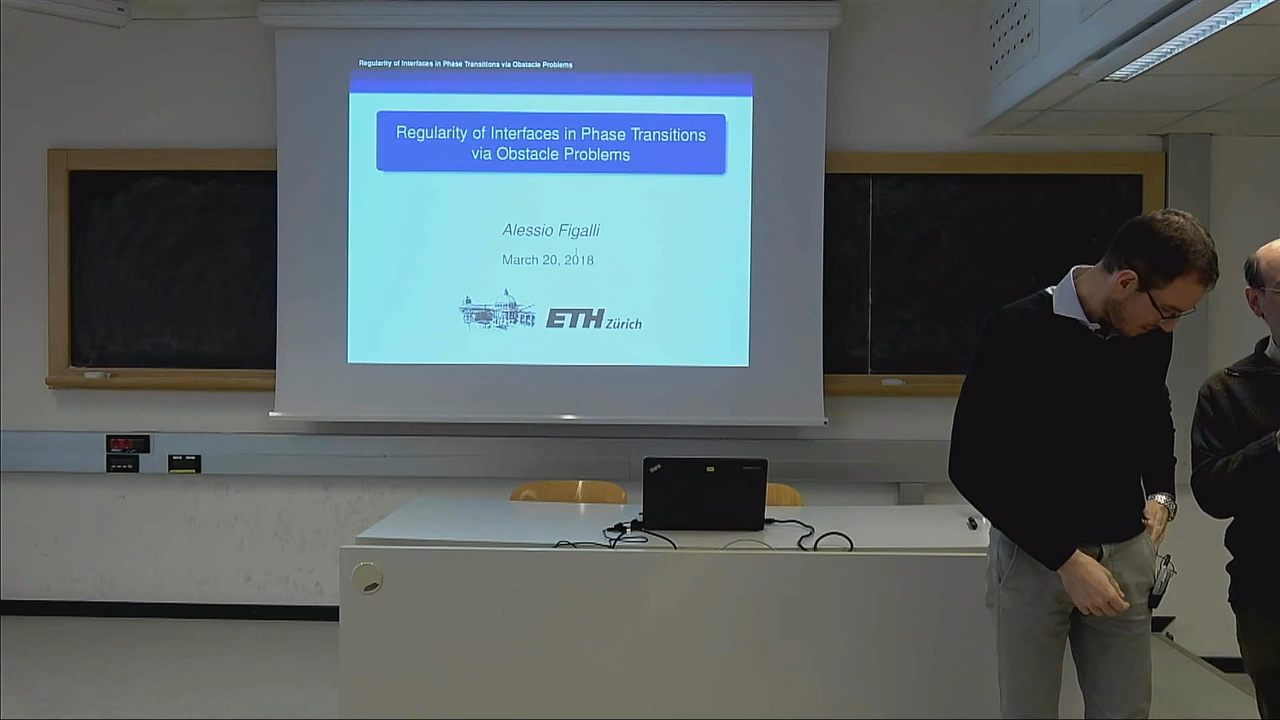 Regularity of Interfaces in Phase Transitions via Obstacle Problems
Regularity of Interfaces in Phase Transitions
via Obstacle Problems
Alessio Figalli
March 20, 2018
ETH Zürich